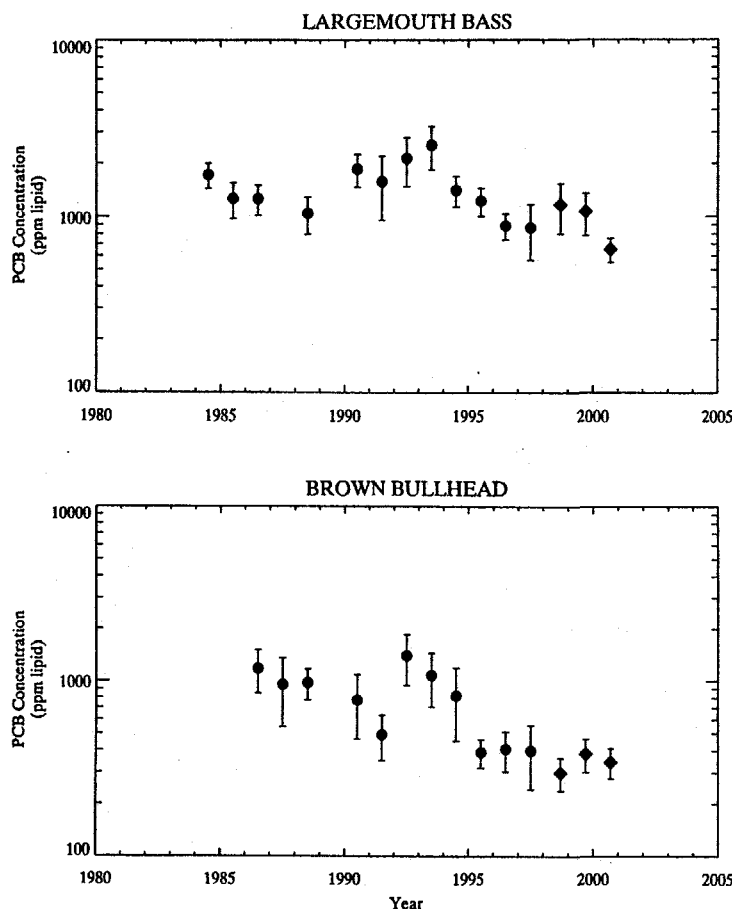 LARGEMOUTH BASS
10000
1000
100
PCB Concentration
(ppm lipid)
1980 1985 1990 1995 2000 2005
BROWN BULLHEAD
10000
1000
100
PCB Concentration
(ppm lipid)
1980 1985 1990 1995 2000 2005
Year